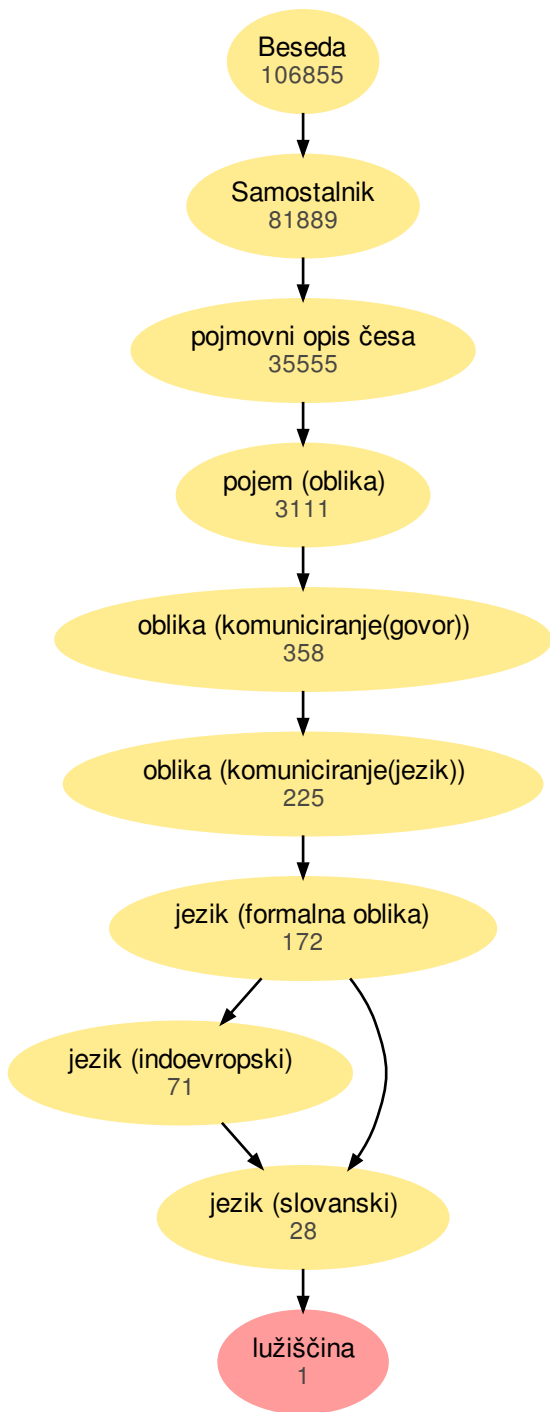 Beseda
106855
Samostalnik
81889
pojmovni opis česa
35555
pojem (oblika)
3111
oblika (komuniciranje(govor))
358
oblika (komuniciranje(jezik))
225
jezik (formalna oblika)
172
jezik (indoevropski)
71
jezik (slovanski)
28
lužiščina
1